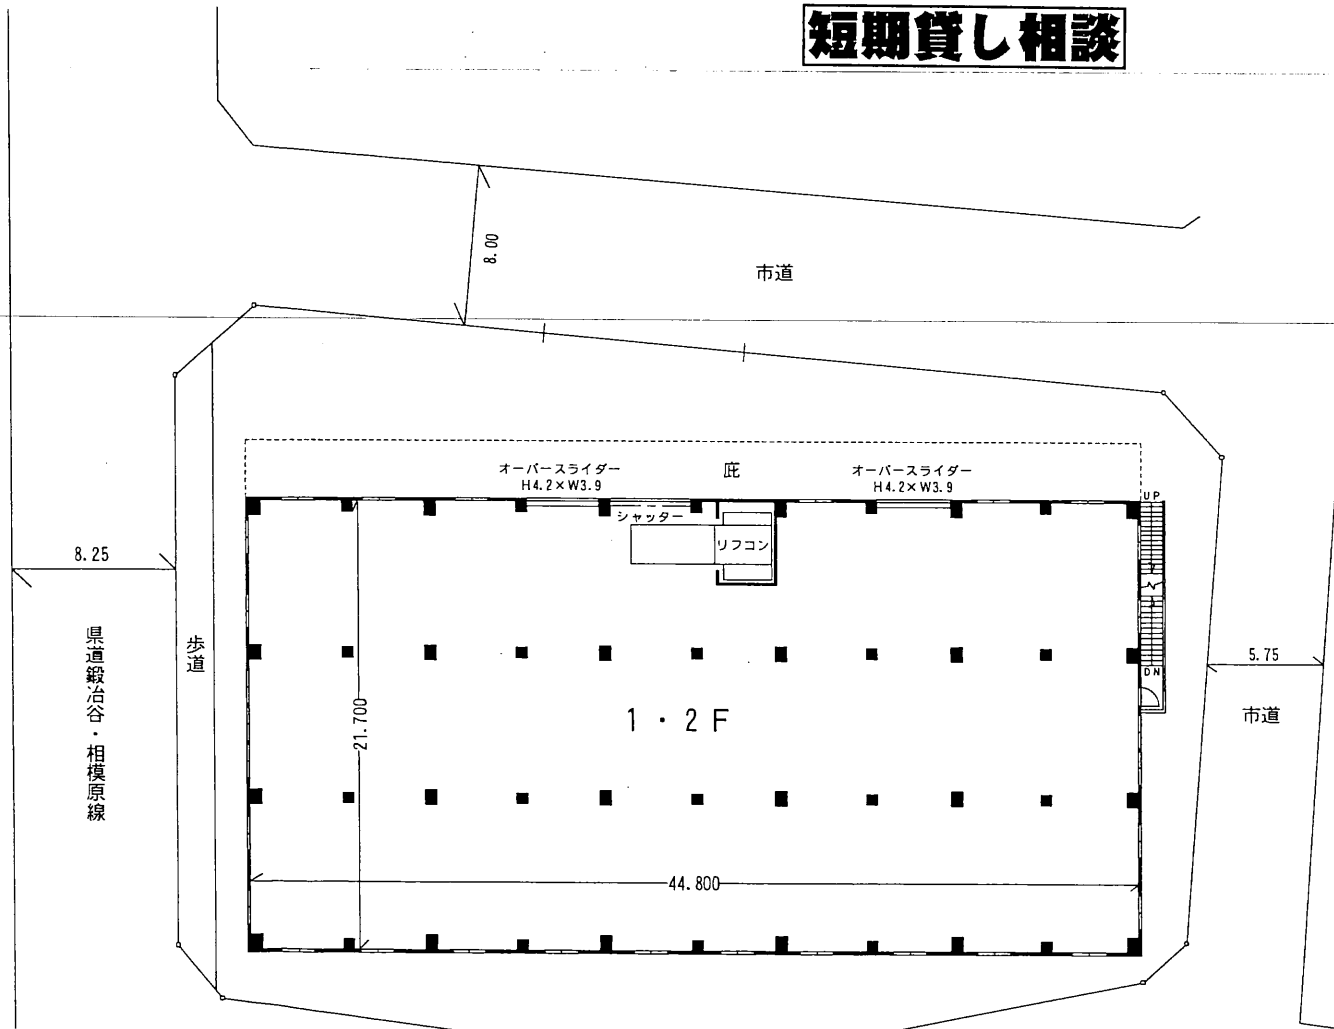 短期貸し相談
8.00
市道
オーバースライダー
H4.2×W3.9
庇
オーバースライダー
H4.2×W3.9
シャッター
リフコン
UP
8.25
県道鍛冶谷・相模原線
歩道
21.700
1・2F
DN
5.75
市道
44.800